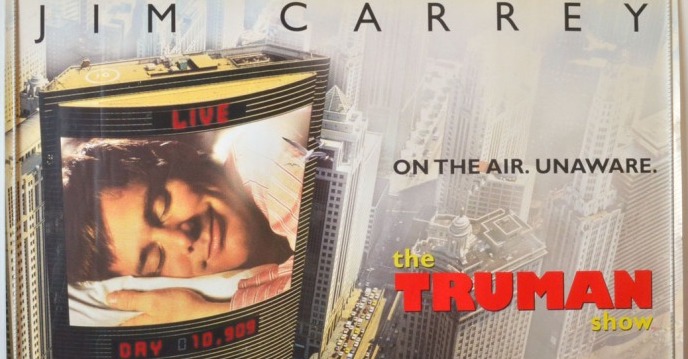 JIM CARREY
LIVE
ON THE AIR. UNAWARE.
the
TRUMAN
show
DAY 10,909